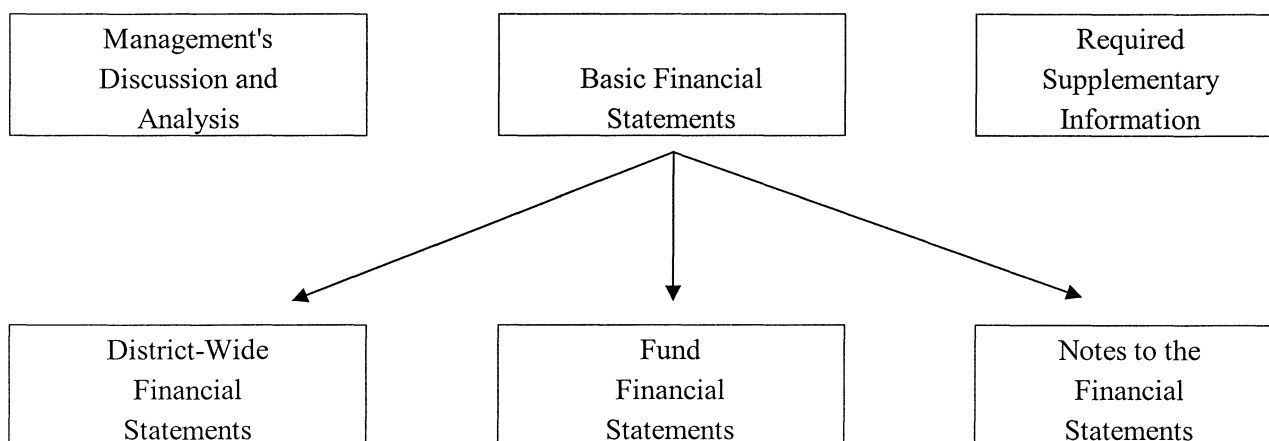 Management's
Discussion and
Analysis
Basic Financial
Statements
Required
Supplementary
Information
District-Wide
Financial
Statements
Fund
Financial
Statements
Notes to the
Financial
Statements